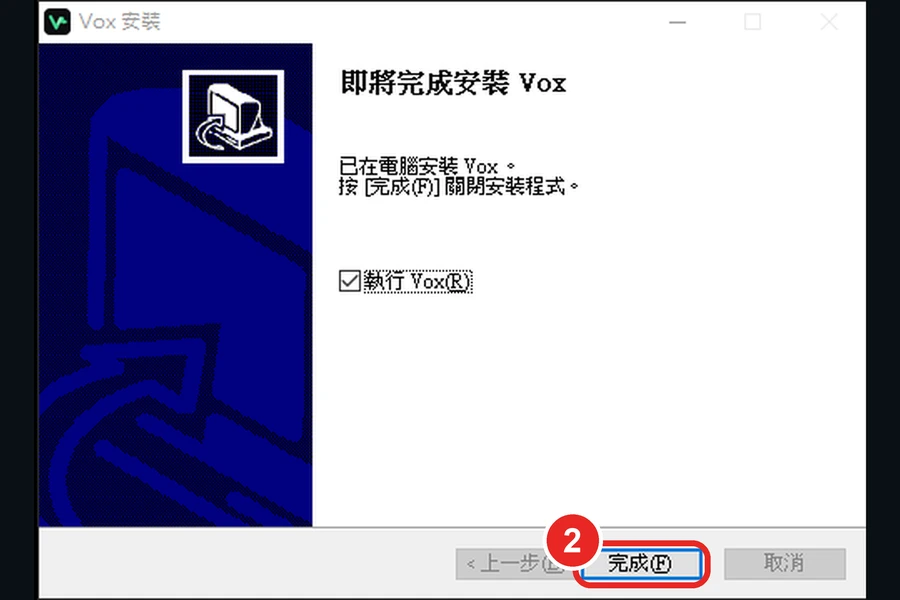 Vox 安裝
即將完成安裝 Vox
已在電腦安裝 Vox。
按 [完成(F)] 關閉安裝程式。
執行 Vox(R)
< 上一步
2
完成(F)
取消